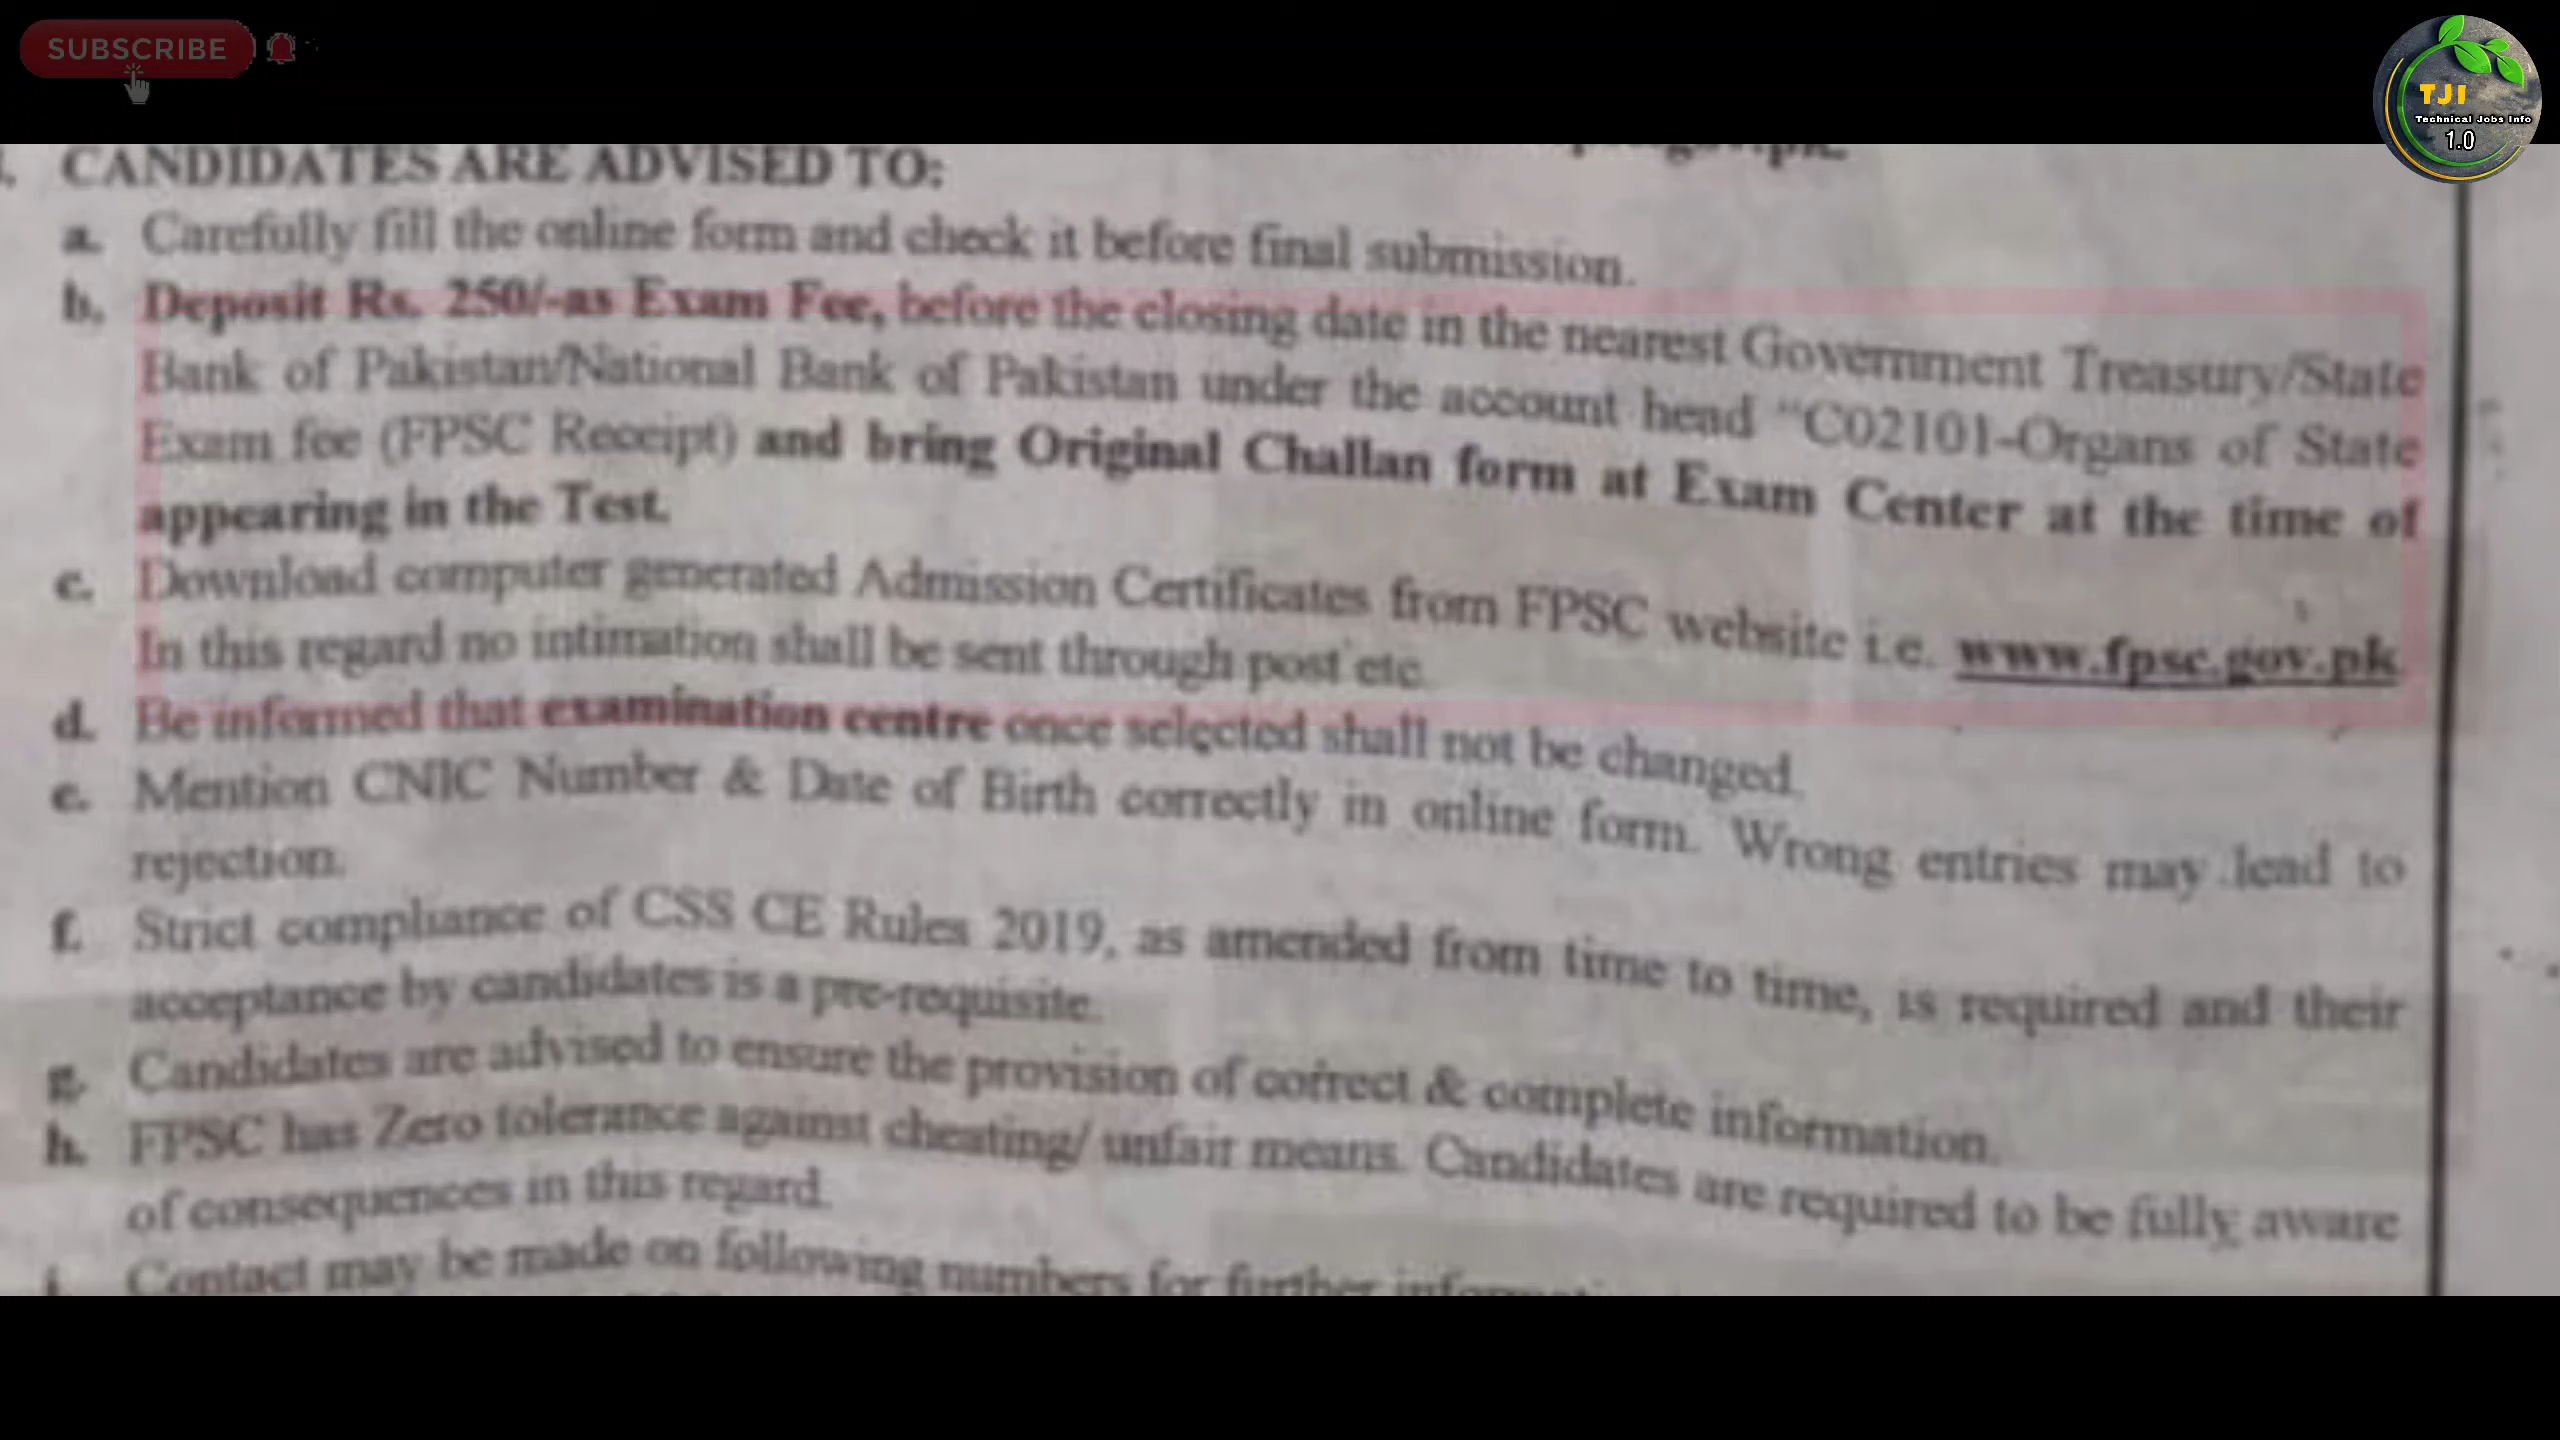 SUBSCRIBE
TJI
Technical Jobs Info
1.0
CANDIDATES ARE ADVISED TO:
a. Carefully fill the online form and check it before final submission.
b. Deposit Rs. 250/-as Exam Fee, before the closing date in the nearest Government Treasury/State
Bank of Pakistan/National Bank of Pakistan under the account head "C02101-Organs of State
Exam fee (FPSC Receipt) and bring Original Challan form at Exam Center at the time of
appearing in the Test.
c. Download computer generated Admission Certificates from FPSC website i.e. www.fpsc.gov.pk
In this regard no intimation shall be sent through post etc.
d. Be informed that examination centre once selected shall not be changed.
e. Mention CNIC Number & Date of Birth correctly in online form. Wrong entries may lead to
rejection.
f. Strict compliance of CSS CE Rules 2019, as amended from time to time, is required and their
acceptance by candidates is a pre-requisite.
g. Candidates are advised to ensure the provision of correct & complete information.
h. FPSC has Zero tolerance against cheating/ unfair means. Candidates are required to be fully aware
of consequences in this regard.
i. Contact may be made on following numbers for further